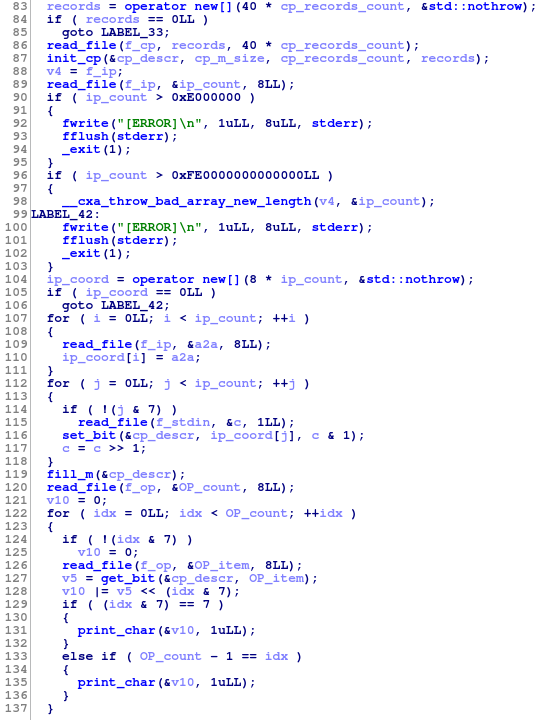 83 records = operator new[](40 * cp_records_count, &std::nothrow);
84 if ( records == 0LL )
85 goto LABEL_33;
86 read_file(f_cp, records, 40 * cp_records_count);
87 init_cp(&cp_descr, cp_m_size, cp_records_count, records);
88 v4 = f_ip;
89 read_file(f_ip, &ip_count, 8LL);
90 if ( ip_count > 0xE000000 )
91 {
92 fwrite("[ERROR]\n", 1uLL, 8uLL, stderr);
93 fflush(stderr);
94 _exit(1);
95 }
96 if ( ip_count > 0xFE0000000000000LL )
97 {
98 __cxa_throw_bad_array_new_length(v4, &ip_count);
99 LABEL_42:
100 fwrite("[ERROR]\n", 1uLL, 8uLL, stderr);
101 fflush(stderr);
102 _exit(1);
103 }
104 ip_coord = operator new[](8 * ip_count, &std::nothrow);
105 if ( ip_coord == 0LL )
106 goto LABEL_42;
107 for ( i = 0LL; i < ip_count; ++i )
108 {
109 read_file(f_ip, &a2a, 8LL);
110 ip_coord[i] = a2a;
111 }
112 for ( j = 0LL; j < ip_count; ++j )
113 {
114 if ( !(j & 7) )
115 read_file(f_stdin, &c, 1LL);
116 set_bit(&cp_descr, ip_coord[j], c & 1);
117 c = c >> 1;
118 }
119 fill_m(&cp_descr);
120 read_file(f_op, &OP_count, 8LL);
121 v10 = 0;
122 for ( idx = 0LL; idx < OP_count; ++idx )
123 {
124 if ( !(idx & 7) )
125 v10 = 0;
126 read_file(f_op, &OP_item, 8LL);
127 v5 = get_bit(&cp_descr, OP_item);
128 v10 |= v5 << (idx & 7);
129 if ( (idx & 7) == 7 )
130 {
131 print_char(&v10, 1uLL);
132 }
133 else if ( OP_count - 1 == idx )
134 {
135 print_char(&v10, 1uLL);
136 }
137 }